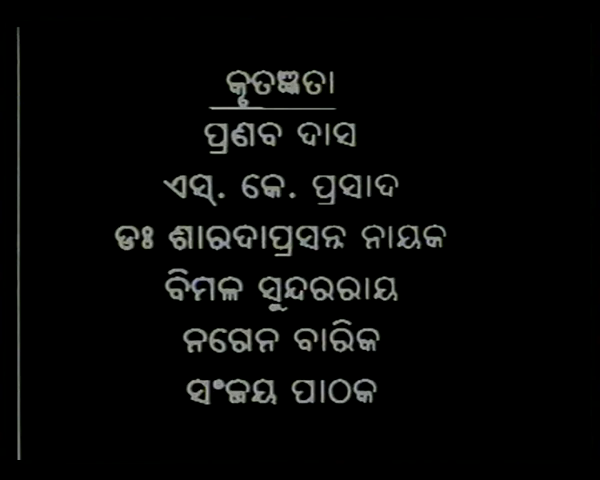 କୃତଜ୍ଞତା
ପ୍ରଣବ ଦାସ
ଏସ୍. କେ. ପ୍ରସାଦ
ଡଃ ଶାରଦାପ୍ରସନ୍ନ ନାୟକ
ବିମଳ ସୁନ୍ଦରରାୟ
ନଗେନ ବାରିକ
ସଂଜୟ ପାଠକ